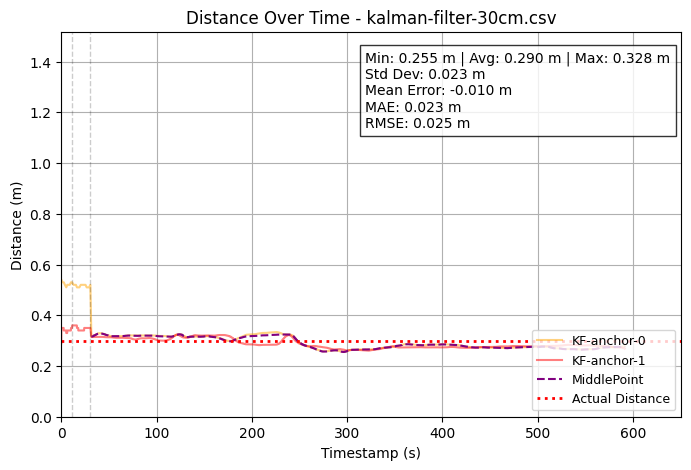 Distance Over Time - kalman-filter-30cm.csv
Min: 0.255 m | Avg: 0.290 m | Max: 0.328 m
Std Dev: 0.023 m
Mean Error: -0.010 m
MAE: 0.023 m
RMSE: 0.025 m
Distance (m)
1.4
1.2
1.0
0.8
0.6
0.4
0.2
0.0
KF-anchor-0
KF-anchor-1
MiddlePoint
Actual Distance
0 100 200 300 400 500 600
Timestamp (s)